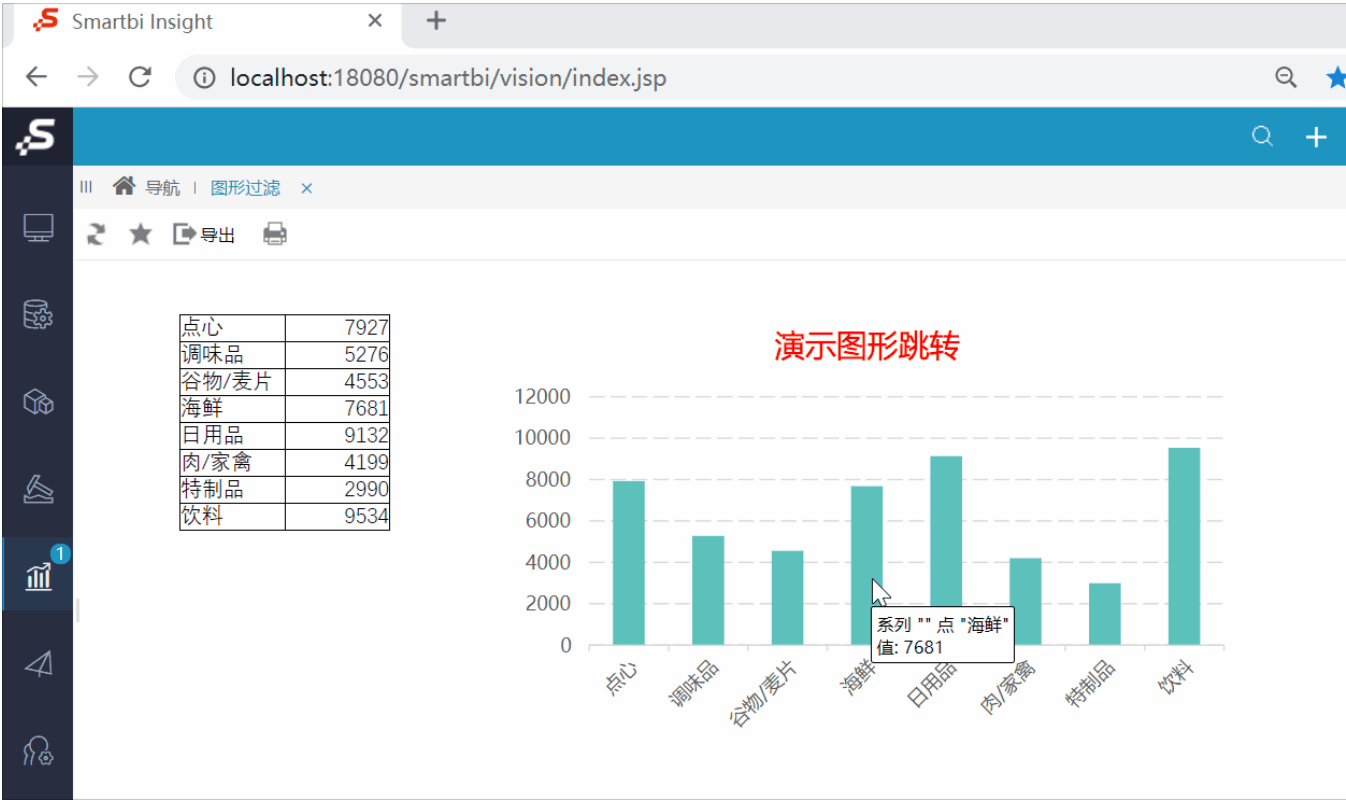 Smartbi Insight
localhost:18080/smartbi/vision/index.jsp
S
导航 图形过滤
导出
点心 7927
调味品 5276
谷物/麦片 4553
海鲜 7681
日用品 9132
肉/家禽 4199
特制品 2990
饮料 9534
演示图形跳转
12000
10000
8000
6000
4000
2000
0
系列 "" 点 "海鲜"
值: 7681
点心 调味品 谷物/麦片 海鲜 日用品 肉/家禽 特制品 饮料
1